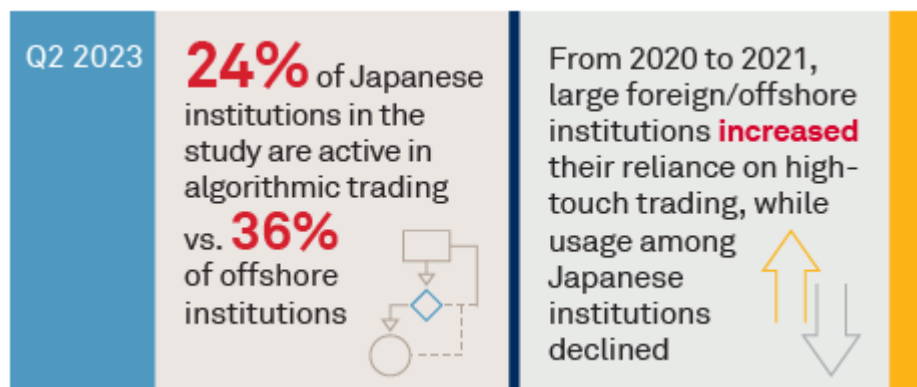 Q2 2023
24% of Japanese
institutions in the
study are active in
algorithmic trading
vs. 36%
of offshore
institutions
From 2020 to 2021,
large foreign/offshore
institutions increased
their reliance on high-
touch trading, while
usage among
Japanese
institutions
declined